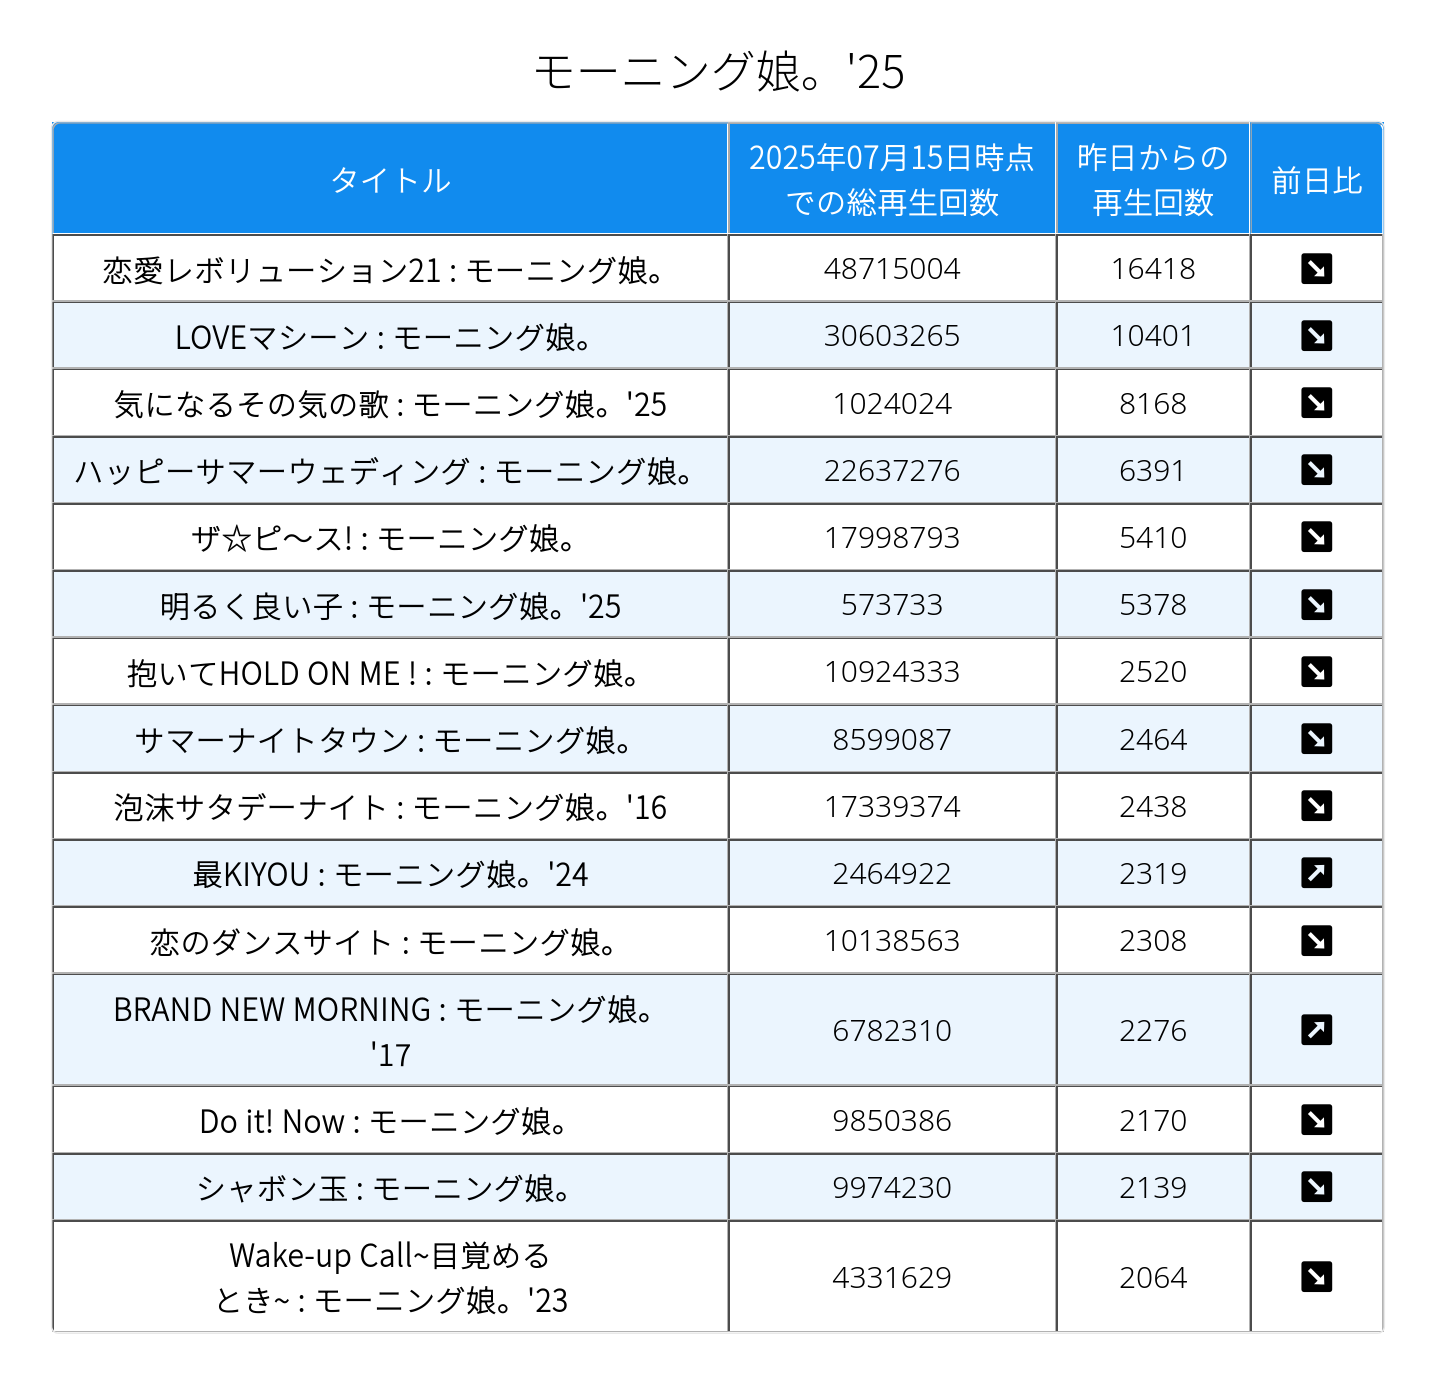 モーニング娘。'25
タイトル
2025年07月15日時点
での総再生回数
昨日からの
再生回数
前日比
恋愛レボリューション21 : モーニング娘。 48715004 16418 ↘
LOVEマシーン : モーニング娘。 30603265 10401 ↘
気になるその気の歌 : モーニング娘。'25 1024024 8168 ↘
ハッピーサマーウェディング : モーニング娘。 22637276 6391 ↘
ザ☆ピ〜ス! : モーニング娘。 17998793 5410 ↘
明るく良い子 : モーニング娘。'25 573733 5378 ↘
抱いてHOLD ON ME ! : モーニング娘。 10924333 2520 ↘
サマーナイトタウン : モーニング娘。 8599087 2464 ↘
泡沫サタデーナイト : モーニング娘。'16 17339374 2438 ↘
最KIYOU : モーニング娘。'24 2464922 2319 ↗
恋のダンスサイト : モーニング娘。 10138563 2308 ↘
BRAND NEW MORNING : モーニング娘。
'17 6782310 2276 ↗
Do it! Now : モーニング娘。 9850386 2170 ↘
シャボン玉 : モーニング娘。 9974230 2139 ↘
Wake-up Call~目覚める
とき~ : モーニング娘。'23 4331629 2064 ↘